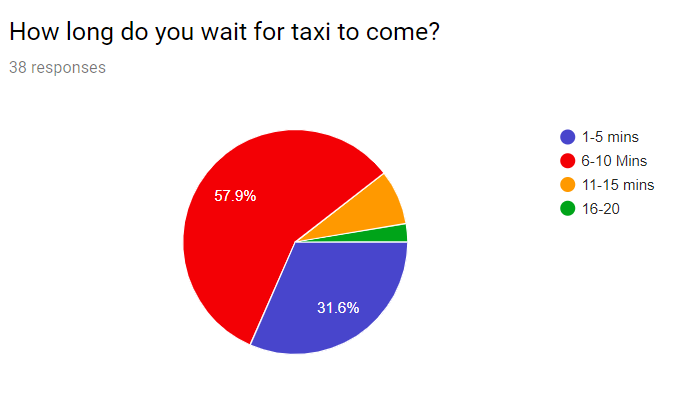 How long do you wait for taxi to come?
38 responses
57.9%
31.6%
1-5 mins
6-10 Mins
11-15 mins
16-20